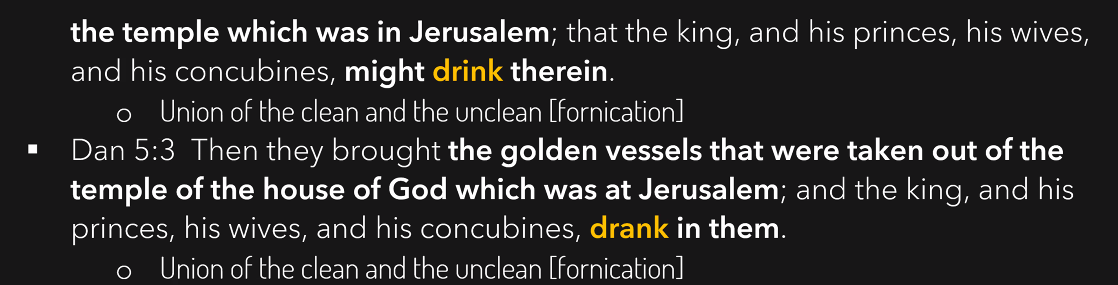 the temple which was in Jerusalem; that the king, and his princes, his wives,
and his concubines, might drink therein.
o Union of the clean and the unclean [fornication]
▪ Dan 5:3 Then they brought the golden vessels that were taken out of the
temple of the house of God which was at Jerusalem; and the king, and his
princes, his wives, and his concubines, drank in them.
o Union of the clean and the unclean [fornication]